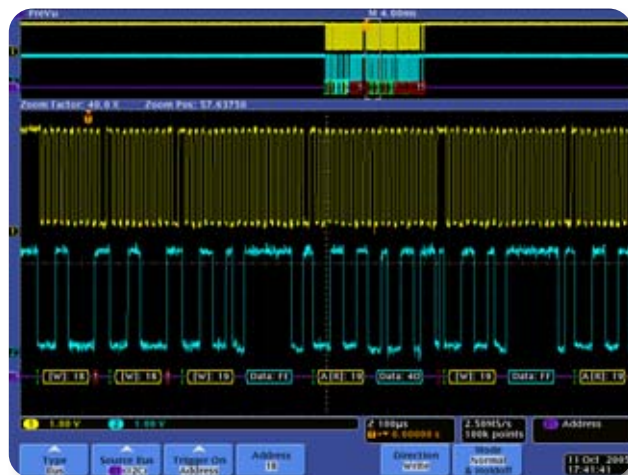 PreVu
M 4.00ms
Zoom Factor: 40.0 X Zoom Pos: 57.6375µ
[W]: 18 ! [W]: 18 ! [W]: 19 Data: FF A [R]: 19 Data: 4D [W]: 19 Data: FF A [R]: 19
1 1.00 V 2 1.00 V
Z 100µs
0.00000 s
2.50MS/s
100k points
Address
Type
Bus
Source Bus
(I2C)
Trigger On
Address
Address
18
Direction
Write
Mode
Normal
& Holdoff
11 Oct 2005
17:41:41